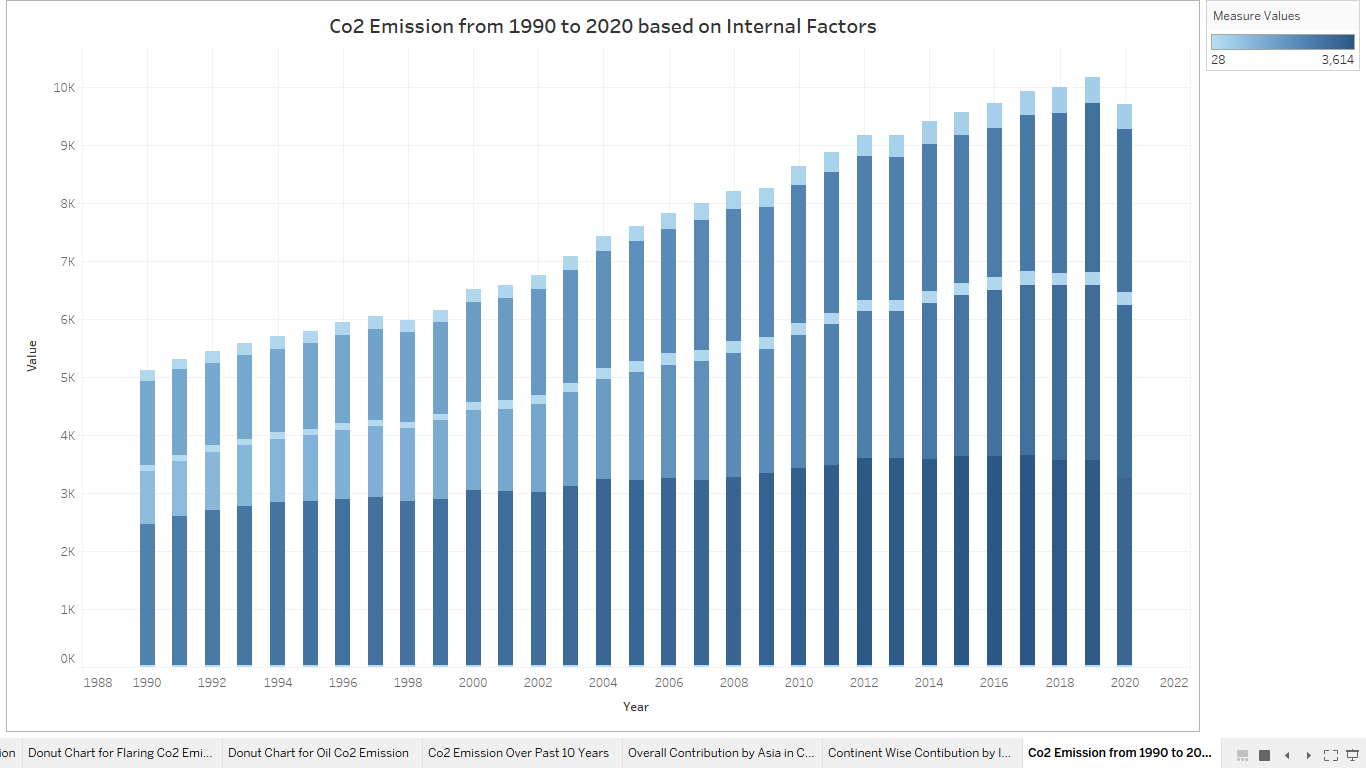 Co2 Emission from 1990 to 2020 based on Internal Factors
Measure Values
28 3,614
10K
9K
8K
7K
6K
5K
4K
3K
2K
1K
0K
Value
1988 1990 1992 1994 1996 1998 2000 2002 2004 2006 2008 2010 2012 2014 2016 2018 2020 2022
Year
ion Donut Chart for Flaring Co2 Emi... Donut Chart for Oil Co2 Emission Co2 Emission Over Past 10 Years Overall Contribution by Asia in C... Continent Wise Contibution by I... Co2 Emission from 1990 to 20...